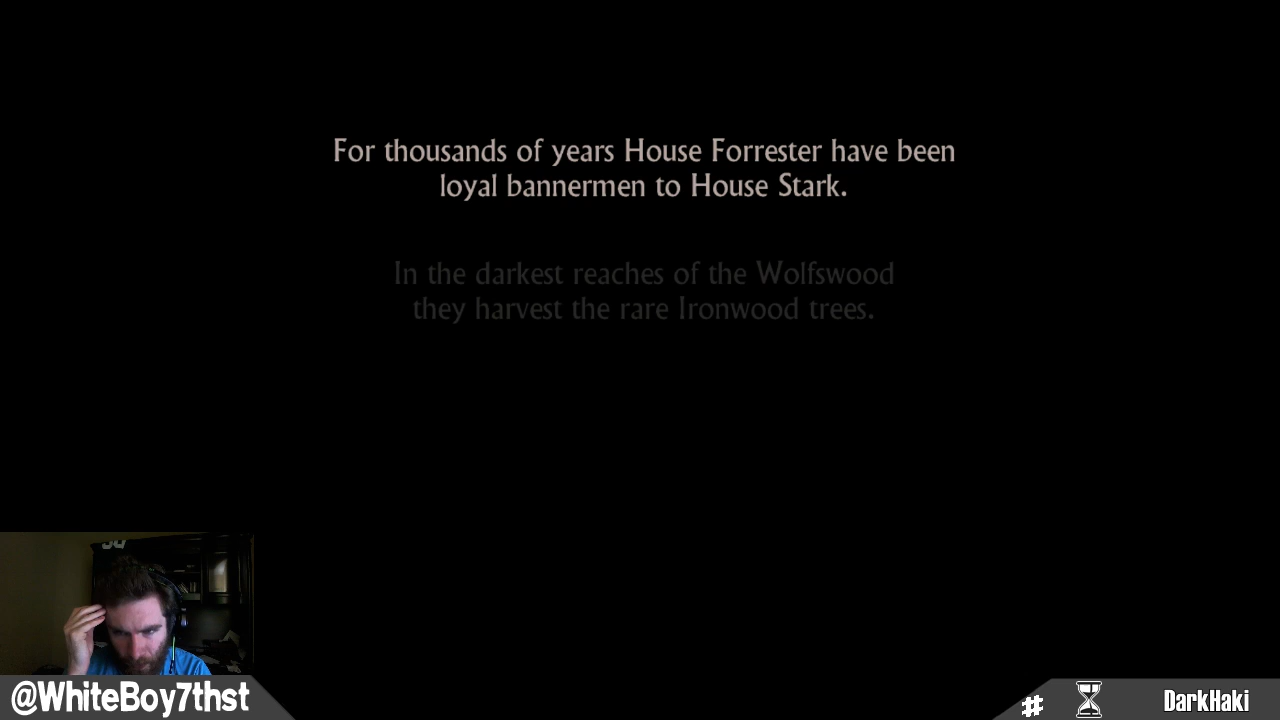 For thousands of years House Forrester have been
loyal bannermen to House Stark.
In the darkest reaches of the Wolfswood
they harvest the rare Ironwood trees.
@WhiteBoy7thst
#
DarkHaki